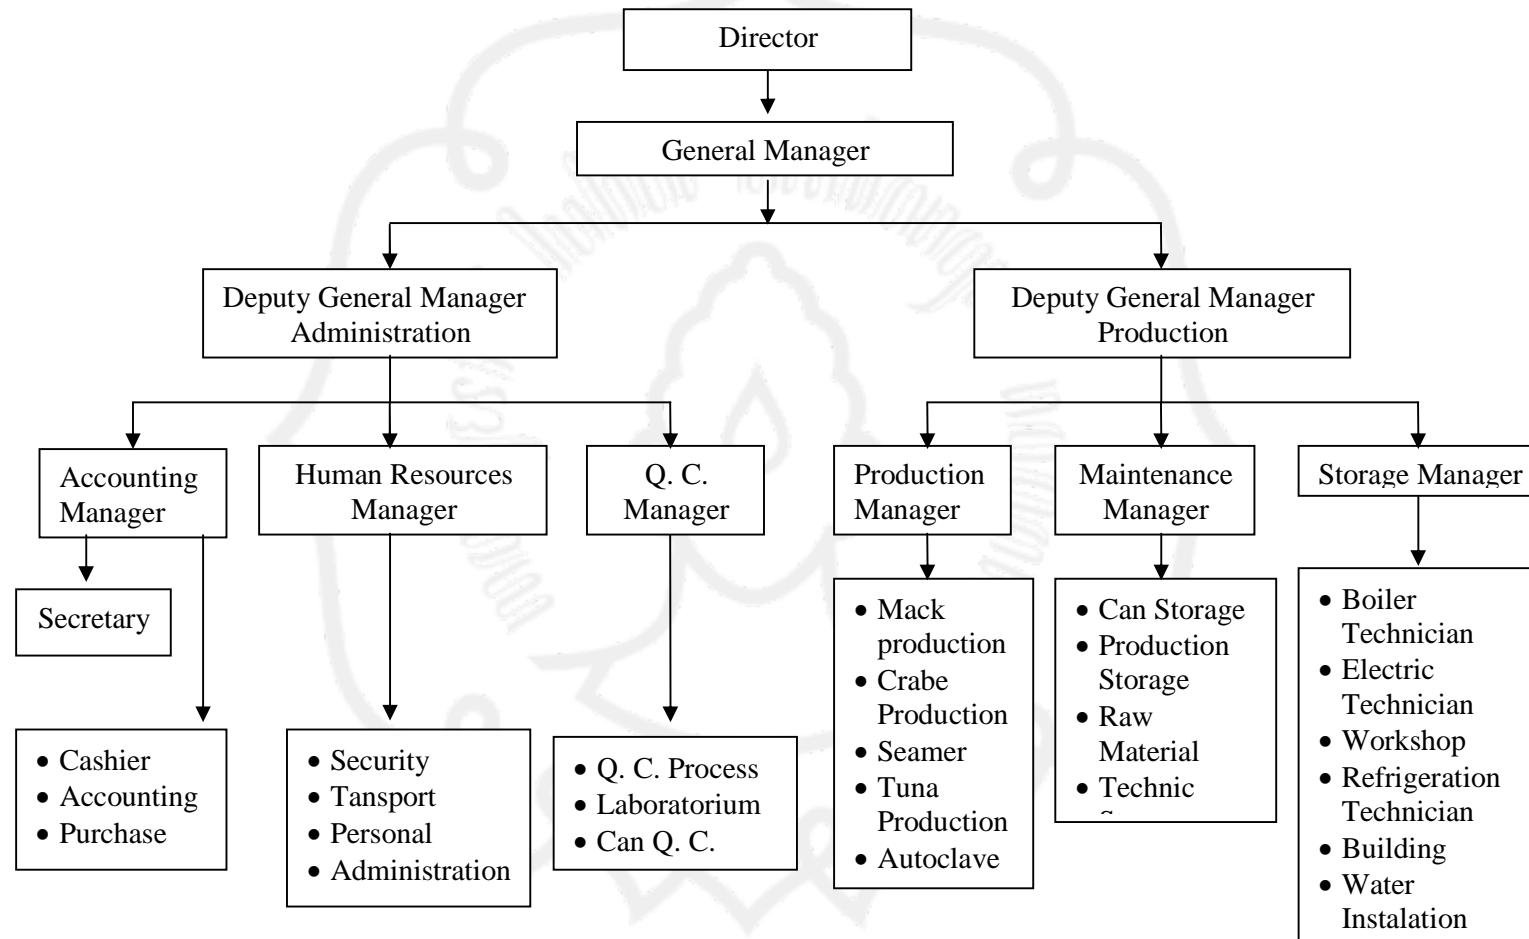 Director
General Manager
Deputy General Manager
Administration
Deputy General Manager
Production
Accounting
Manager
Human Resources
Manager
Q. C.
Manager
Production
Manager
Maintenance
Manager
Storage Manager
Secretary
• Cashier
• Accounting
• Purchase
• Security
• Tansport
• Personal
• Administration
• Q. C. Process
• Laboratorium
• Can Q. C.
• Mack
production
• Crabe
Production
• Seamer
• Tuna
Production
• Autoclave
• Can Storage
• Production
Storage
• Raw
Material
• Technic
• Boiler
Technician
• Electric
Technician
• Workshop
• Refrigeration
Technician
• Building
• Water
Instalation